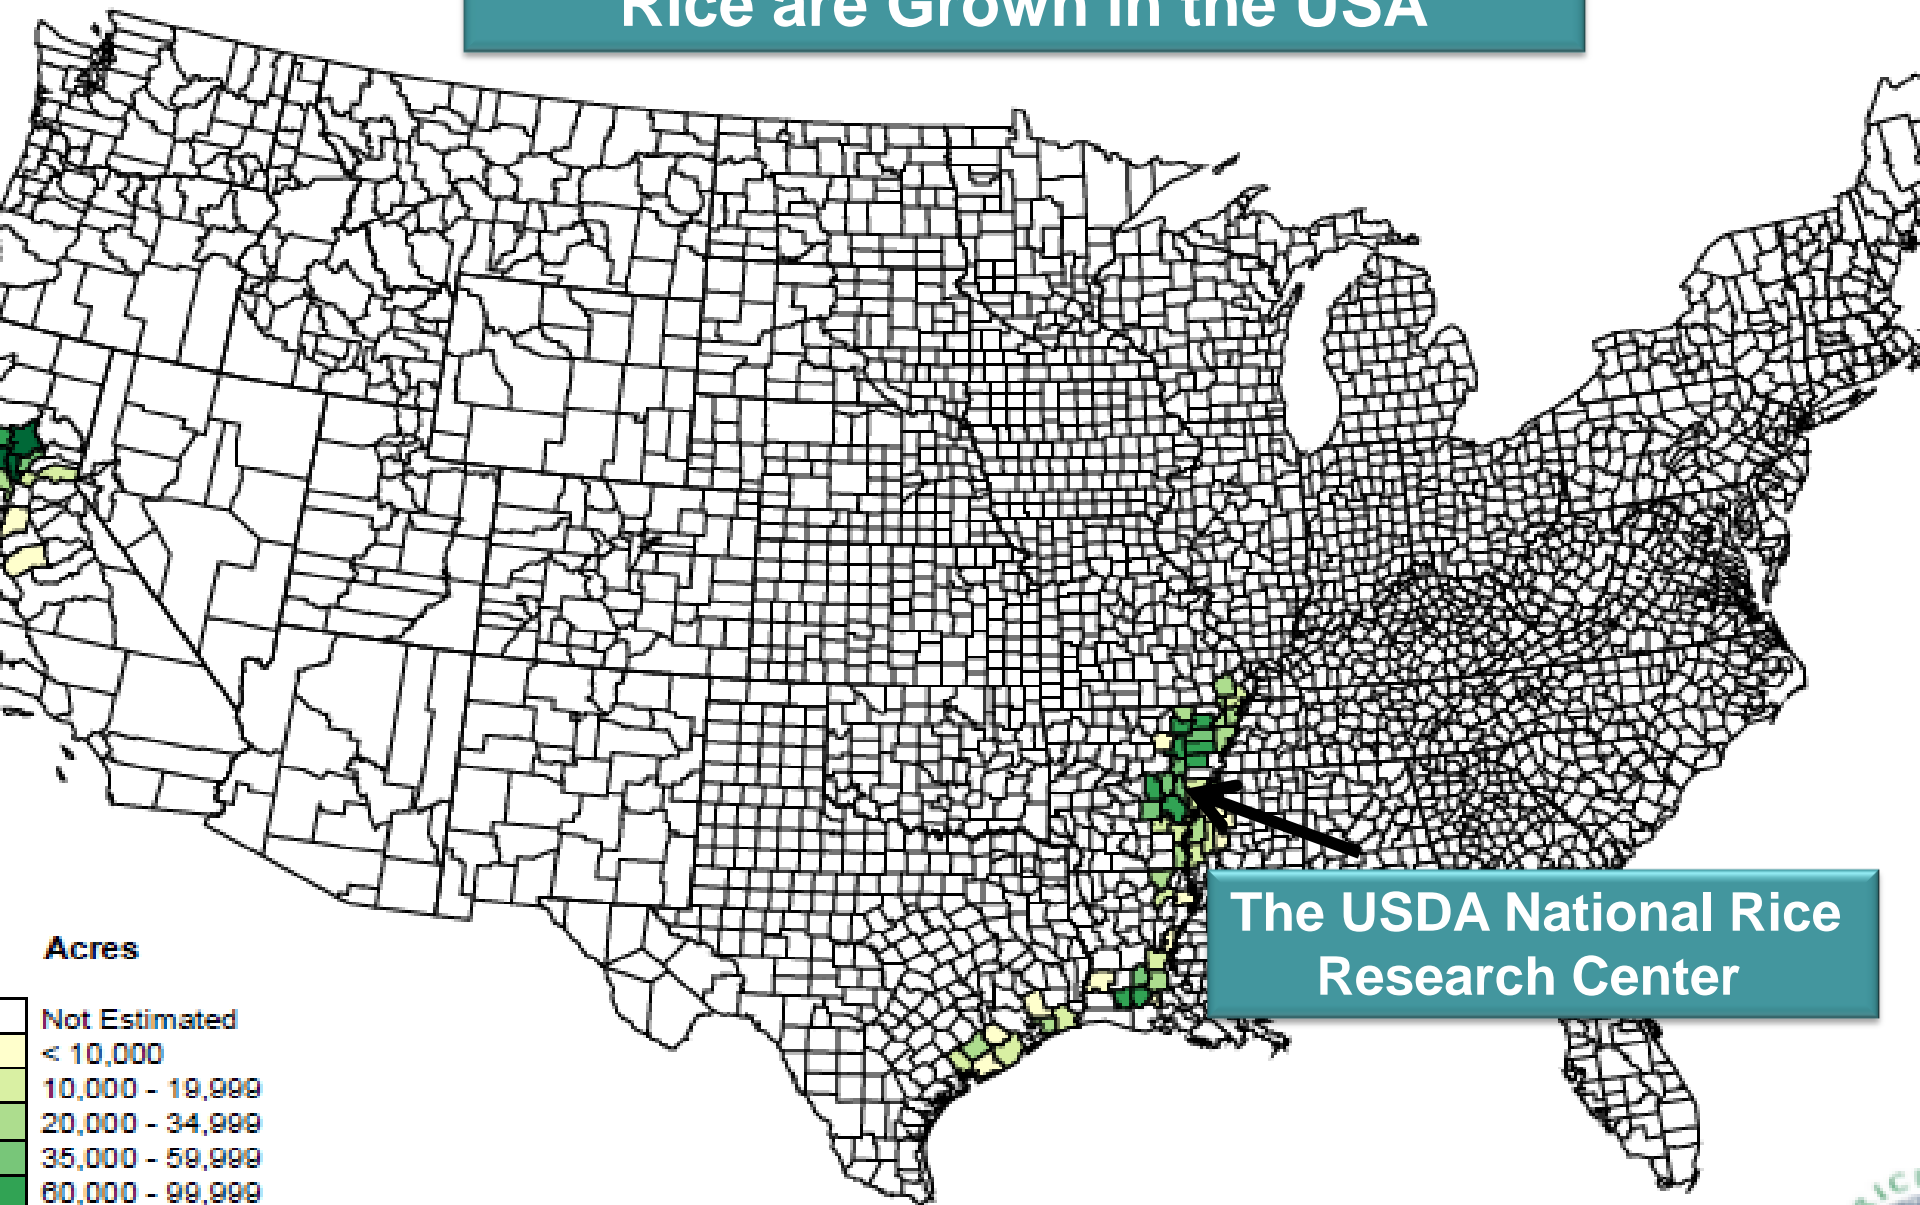 Rice are Grown in the USA
The USDA National Rice
Research Center
Acres
Not Estimated
< 10,000
10,000 - 19,999
20,000 - 34,999
35,000 - 59,999
60,000 - 99,999